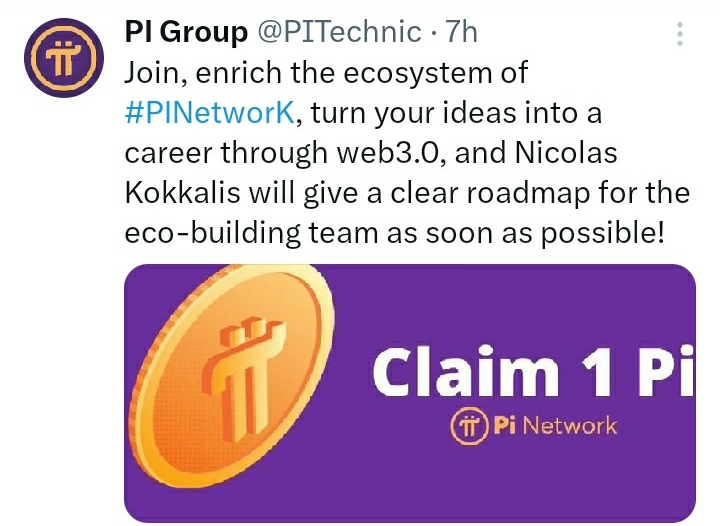 PI Group @PITechnic · 7h
Join, enrich the ecosystem of
#PINetworK, turn your ideas into a
career through web3.0, and Nicolas
Kokkalis will give a clear roadmap for the
eco-building team as soon as possible!
Claim 1 Pi
Pi Network